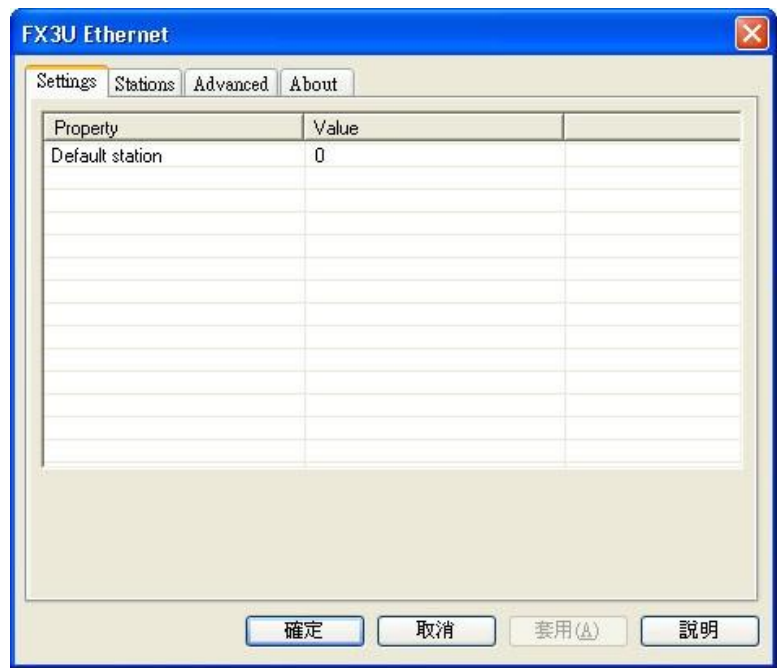 FX3U Ethernet
Settings Stations Advanced About
Property Value
Default station 0
確定 取消 套用(A) 說明